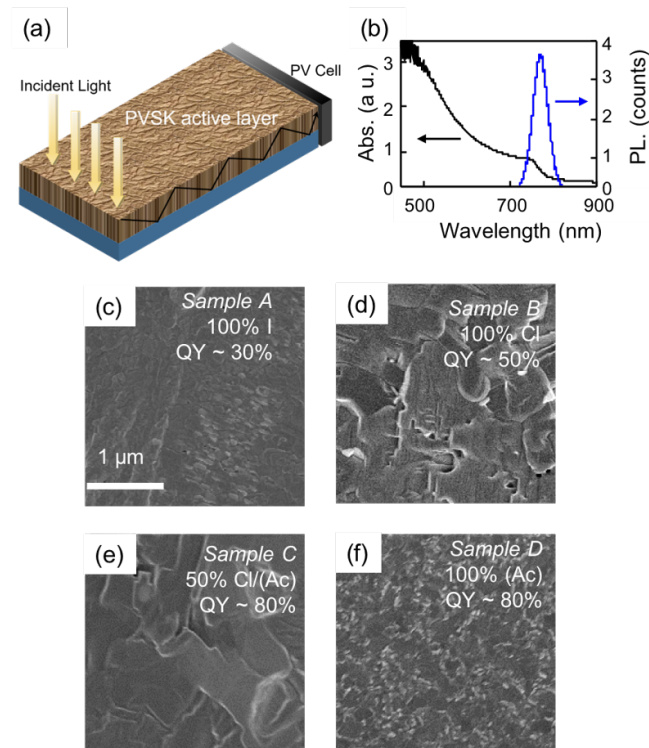 (a)
Incident Light
PV Cell
PVSK active layer
(b)
Abs. (a u.)
3
2
1
0
500
700
900
Wavelength (nm)
4
3
2
1
0
PL. (counts)
(c)
Sample A
100% I
QY ~ 30%
1 µm
(d)
Sample B
100% Cl
QY ~ 50%
(e)
Sample C
50% Cl/(Ac)
QY ~ 80%
(f)
Sample D
100% (Ac)
QY ~ 80%